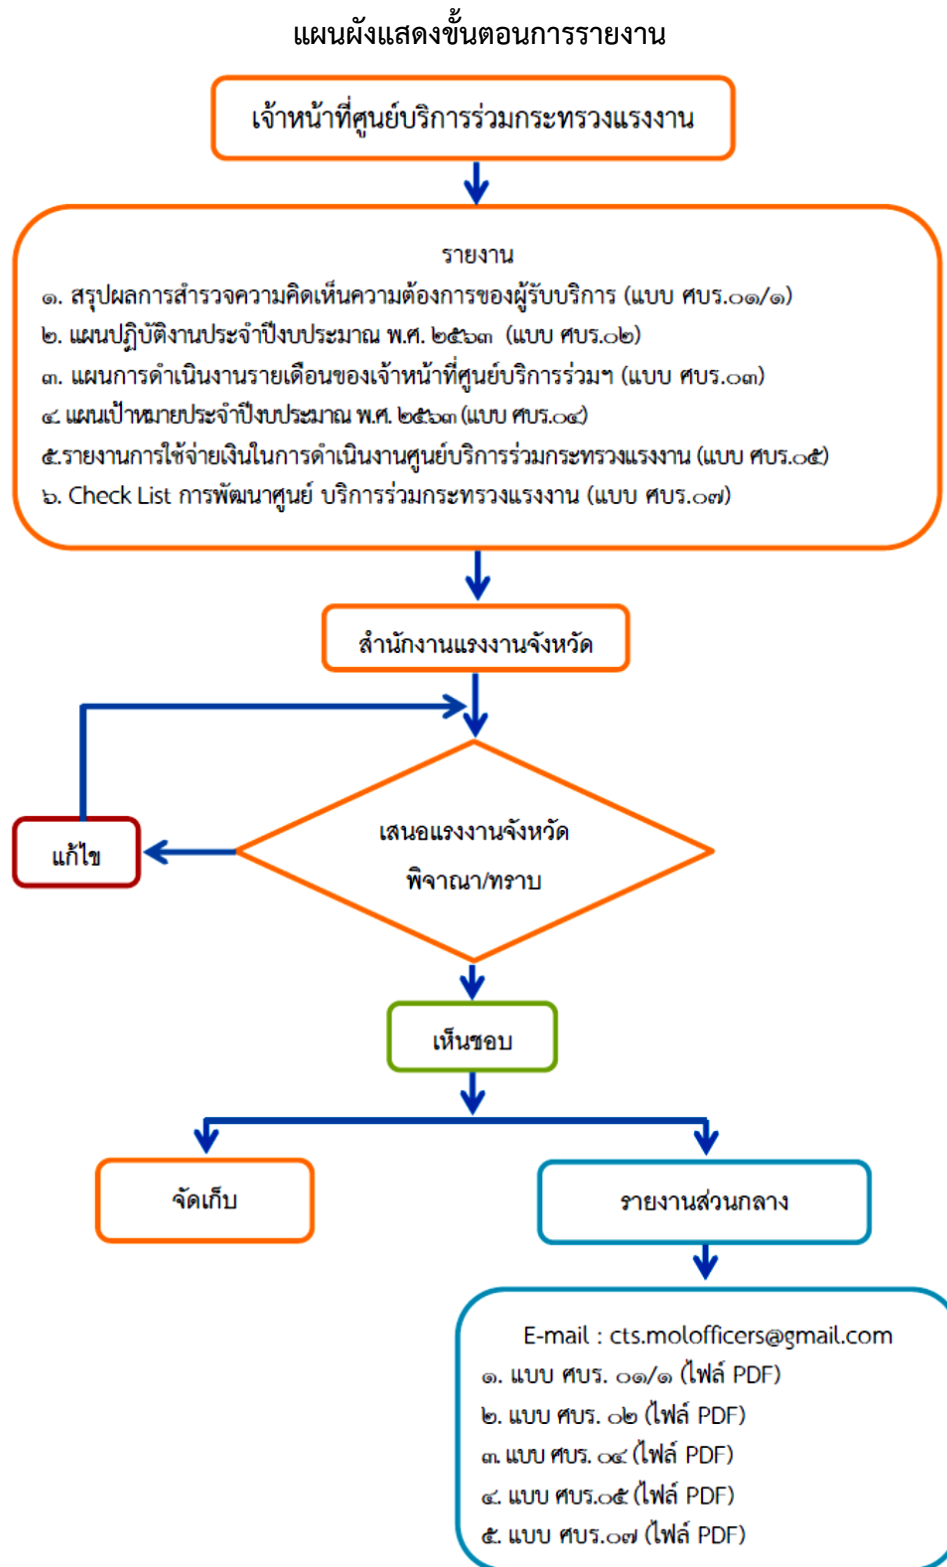 แผนผังแสดงขั้นตอนการรายงาน
เจ้าหน้าที่ศูนย์บริการร่วมกระทรวงแรงงาน
รายงาน
๑. สรุปผลการสำรวจความคิดเห็นความต้องการของผู้รับบริการ (แบบ ศบร.๐๑/๑)
๒. แผนปฏิบัติงานประจำปีงบประมาณ พ.ศ. ๒๕๖๓ (แบบ ศบร.๐๒)
๓. แผนการดำเนินงานรายเดือนของเจ้าหน้าที่ศูนย์บริการร่วมฯ (แบบ ศบร.๐๓)
๔. แผนเป้าหมายประจำปีงบประมาณ พ.ศ. ๒๕๖๓ (แบบ ศบร.๐๔)
๕.รายงานการใช้จ่ายเงินในการดำเนินงานศูนย์บริการร่วมกระทรวงแรงงาน (แบบ ศบร.๐๕)
๖. Check List การพัฒนาศูนย์ บริการร่วมกระทรวงแรงงาน (แบบ ศบร.๐๗)
สำนักงานแรงงานจังหวัด
เสนอแรงงานจังหวัด
พิจาณา/ทราบ
แก้ไข
เห็นชอบ
จัดเก็บ
รายงานส่วนกลาง
E-mail : cts.molofficers@gmail.com
๑. แบบ ศบร. ๐๑/๑ (ไฟล์ PDF)
๒. แบบ ศบร. ๐๒ (ไฟล์ PDF)
๓. แบบ ศบร. ๐๔ (ไฟล์ PDF)
๔. แบบ ศบร.๐๕ (ไฟล์ PDF)
๕. แบบ ศบร.๐๗ (ไฟล์ PDF)